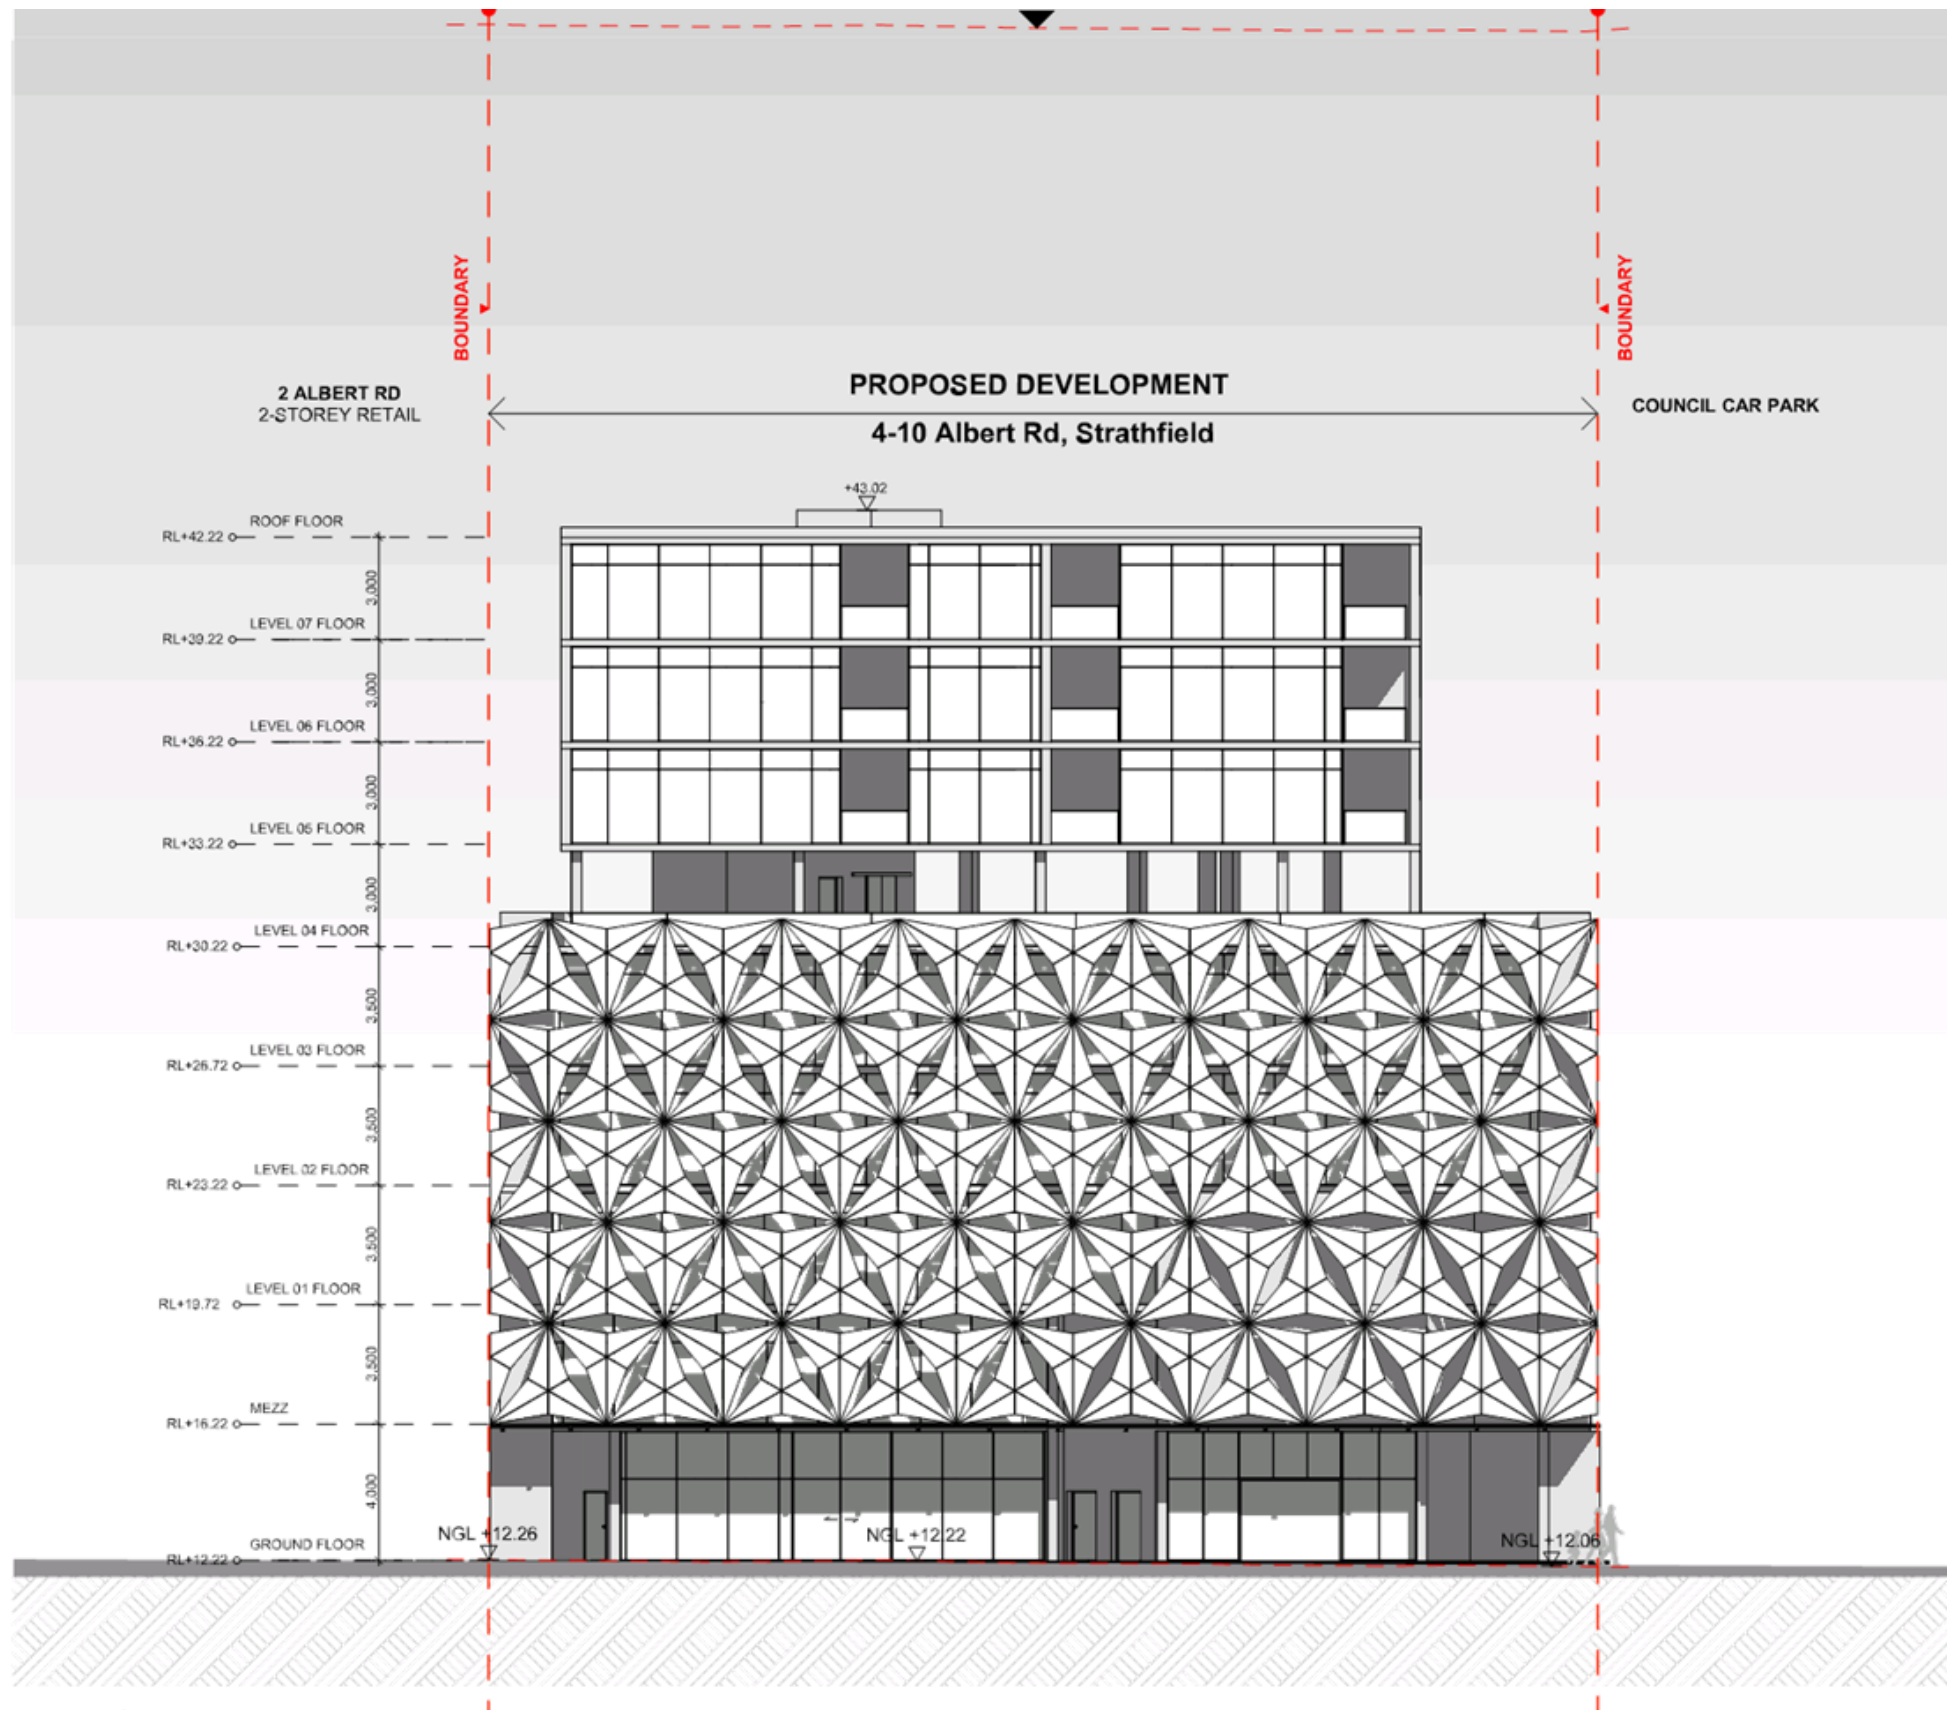 BOUNDARY
BOUNDARY
PROPOSED DEVELOPMENT
4-10 Albert Rd, Strathfield
2 ALBERT RD
2-STOREY RETAIL
COUNCIL CAR PARK
+43.02
ROOF FLOOR
RL+42.22
3,000
LEVEL 07 FLOOR
RL+39.22
3,000
LEVEL 06 FLOOR
RL+36.22
3,000
LEVEL 05 FLOOR
RL+33.22
3,000
LEVEL 04 FLOOR
RL+30.22
3,500
LEVEL 03 FLOOR
RL+26.72
3,500
LEVEL 02 FLOOR
RL+23.22
3,500
LEVEL 01 FLOOR
RL+19.72
3,500
MEZZ
RL+16.22
4,000
GROUND FLOOR
RL+12.22
NGL +12.26
NGL +12.22
NGL +12.06